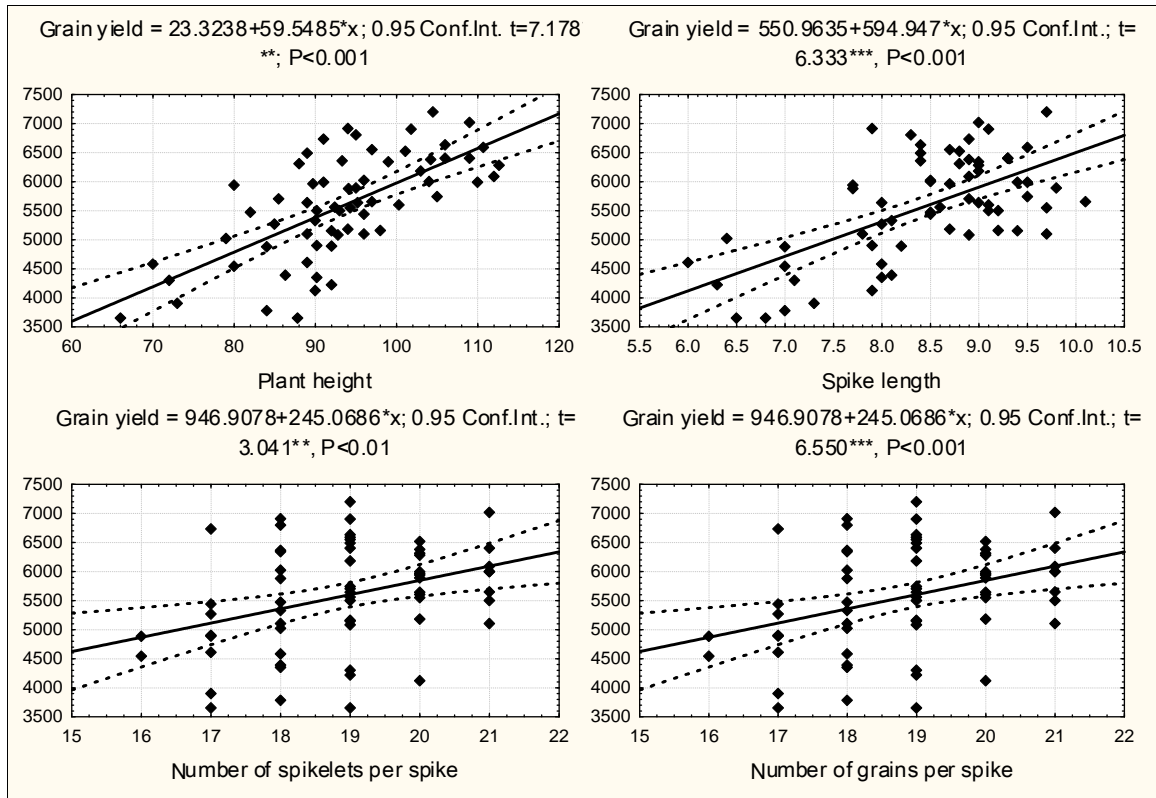 Grain yield = 23.3238+59.5485*x; 0.95 Conf.Int. t=7.178
**; P<0.001
7500
7000
6500
6000
5500
5000
4500
4000
3500
60 70 80 90 100 110 120
Plant height
Grain yield = 550.9635+594.947*x; 0.95 Conf.Int.; t=
6.333***, P<0.001
7500
7000
6500
6000
5500
5000
4500
4000
3500
5.5 6.0 6.5 7.0 7.5 8.0 8.5 9.0 9.5 10.0 10.5
Spike length
Grain yield = 946.9078+245.0686*x; 0.95 Conf.Int.; t=
3.041**, P<0.01
7500
7000
6500
6000
5500
5000
4500
4000
3500
15 16 17 18 19 20 21 22
Number of spikelets per spike
Grain yield = 946.9078+245.0686*x; 0.95 Conf.Int.; t=
6.550***, P<0.001
7500
7000
6500
6000
5500
5000
4500
4000
3500
15 16 17 18 19 20 21 22
Number of grains per spike